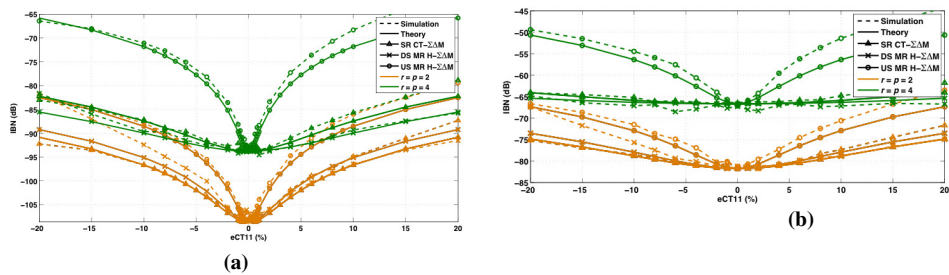 -65
-70
-75
-80
-85
-90
-95
-100
-105
IBN (dB)
-20 -15 -10 -5 0 5 10 15 20
eCT11 (%)
Simulation
Theory
SR CT-ΣΔM
DS MR H-ΣΔM
US MR H-ΣΔM
r = p = 2
r = p = 4
(a)
-45
-50
-55
-60
-65
-70
-75
-80
-85
IBN (dB)
-20 -15 -10 -5 0 5 10 15 20
eCT11 (%)
Simulation
Theory
SR CT-ΣΔM
DS MR H-ΣΔM
US MR H-ΣΔM
r = p = 2
r = p = 4
(b)